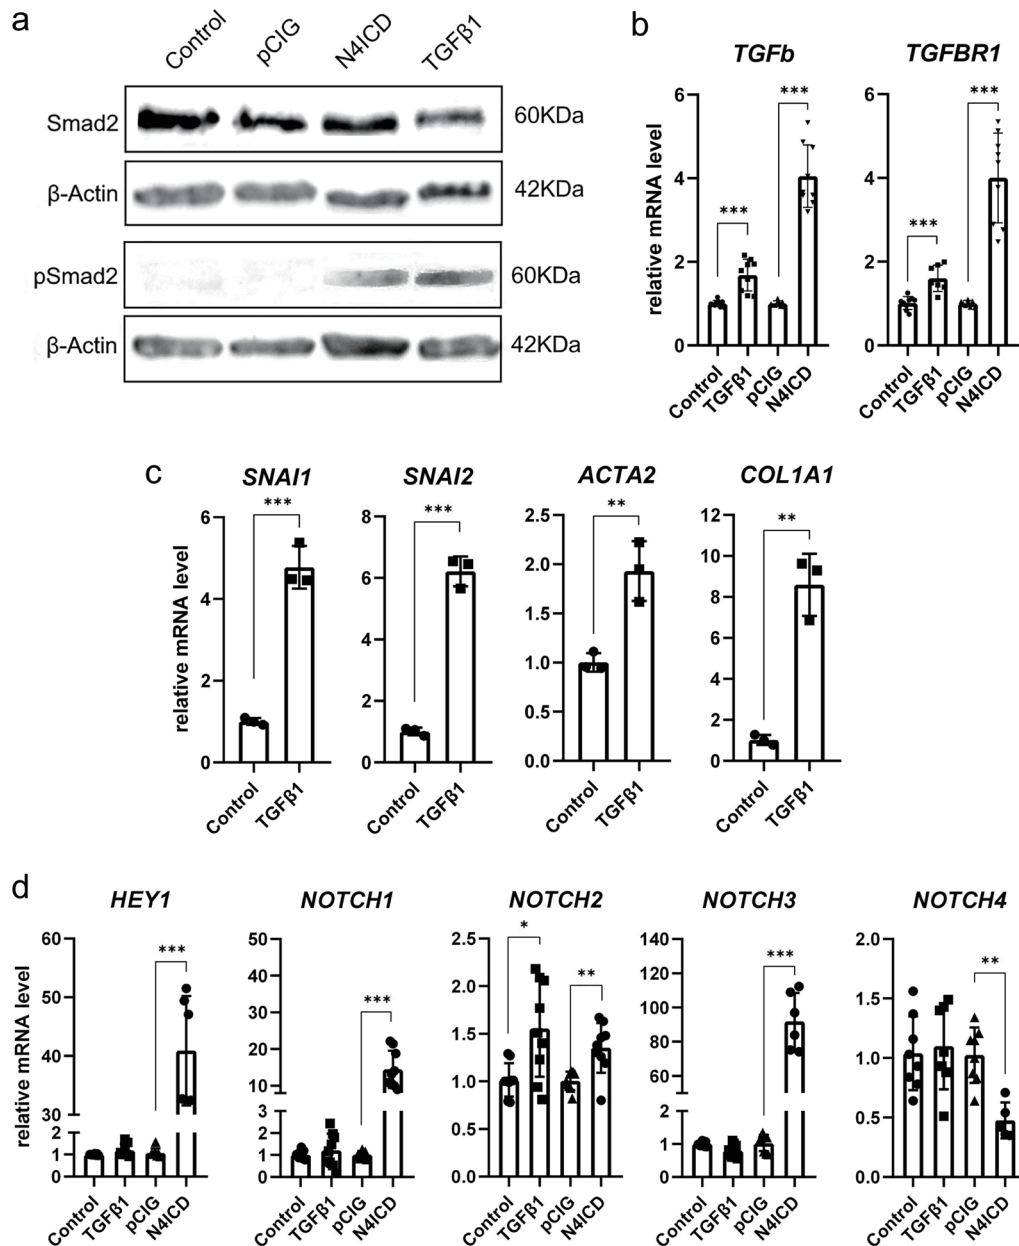 a
Control pCIG N4ICD TGFβ1
Smad2 60KDa
β-Actin 42KDa
pSmad2 60KDa
β-Actin 42KDa
b
TGFb TGFBR1
relative mRNA level
6 *** 6 ***
4 4
*** ***
2 2
0 0
Control TGFβ1 pCIG N4ICD Control TGFβ1 pCIG N4ICD
c
SNAI1 SNAI2 ACTA2 COL1A1
relative mRNA level
*** *** ** **
6 8 2.5 12
4 6 2.0 10
2 4 1.5 8
0 2 1.0 6
0 0.5 4
0.0 2
0
Control TGFβ1 Control TGFβ1 Control TGFβ1 Control TGFβ1
d
HEY1 NOTCH1 NOTCH2 NOTCH3 NOTCH4
relative mRNA level
*** *** * ** *** **
60 50 2.5 140 2.0
50 40 2.0 120 1.5
40 30 1.5 100 1.0
30 20 1.0 80 0.5
2 10 0.5 60 0.0
1 3 0.0 2
0 2 1
1 0
0
Control TGFβ1 pCIG N4ICD Control TGFβ1 pCIG N4ICD Control TGFβ1 pCIG N4ICD Control TGFβ1 pCIG N4ICD Control TGFβ1 pCIG N4ICD